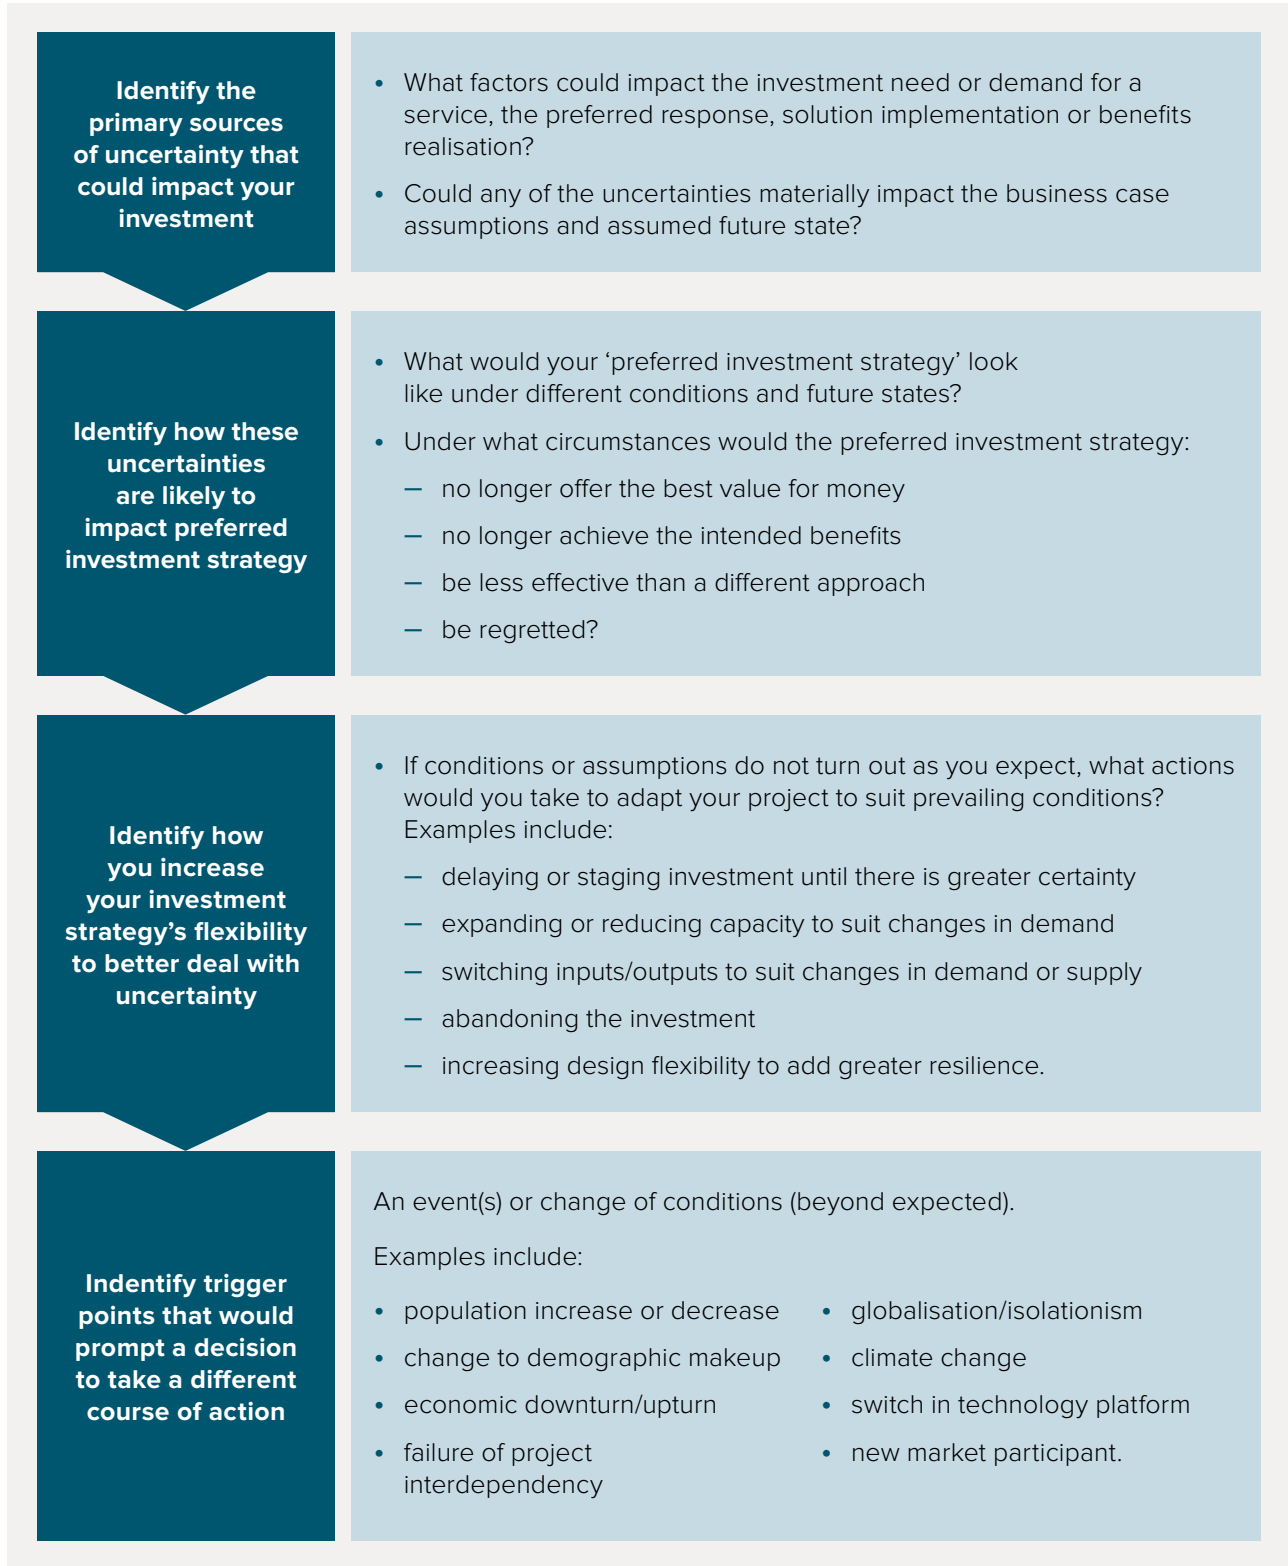 Identify the
primary sources
of uncertainty that
could impact your
investment
• What factors could impact the investment need or demand for a
service, the preferred response, solution implementation or benefits
realisation?
• Could any of the uncertainties materially impact the business case
assumptions and assumed future state?
Identify how these
uncertainties
are likely to
impact preferred
investment strategy
• What would your ‘preferred investment strategy’ look
like under different conditions and future states?
• Under what circumstances would the preferred investment strategy:
— no longer offer the best value for money
— no longer achieve the intended benefits
— be less effective than a different approach
— be regretted?
Identify how
you increase
your investment
strategy’s flexibility
to better deal with
uncertainty
• If conditions or assumptions do not turn out as you expect, what actions
would you take to adapt your project to suit prevailing conditions?
Examples include:
— delaying or staging investment until there is greater certainty
— expanding or reducing capacity to suit changes in demand
— switching inputs/outputs to suit changes in demand or supply
— abandoning the investment
— increasing design flexibility to add greater resilience.
Indentify trigger
points that would
prompt a decision
to take a different
course of action
An event(s) or change of conditions (beyond expected).
Examples include:
• population increase or decrease
• change to demographic makeup
• economic downturn/upturn
• failure of project
interdependency
• globalisation/isolationism
• climate change
• switch in technology platform
• new market participant.